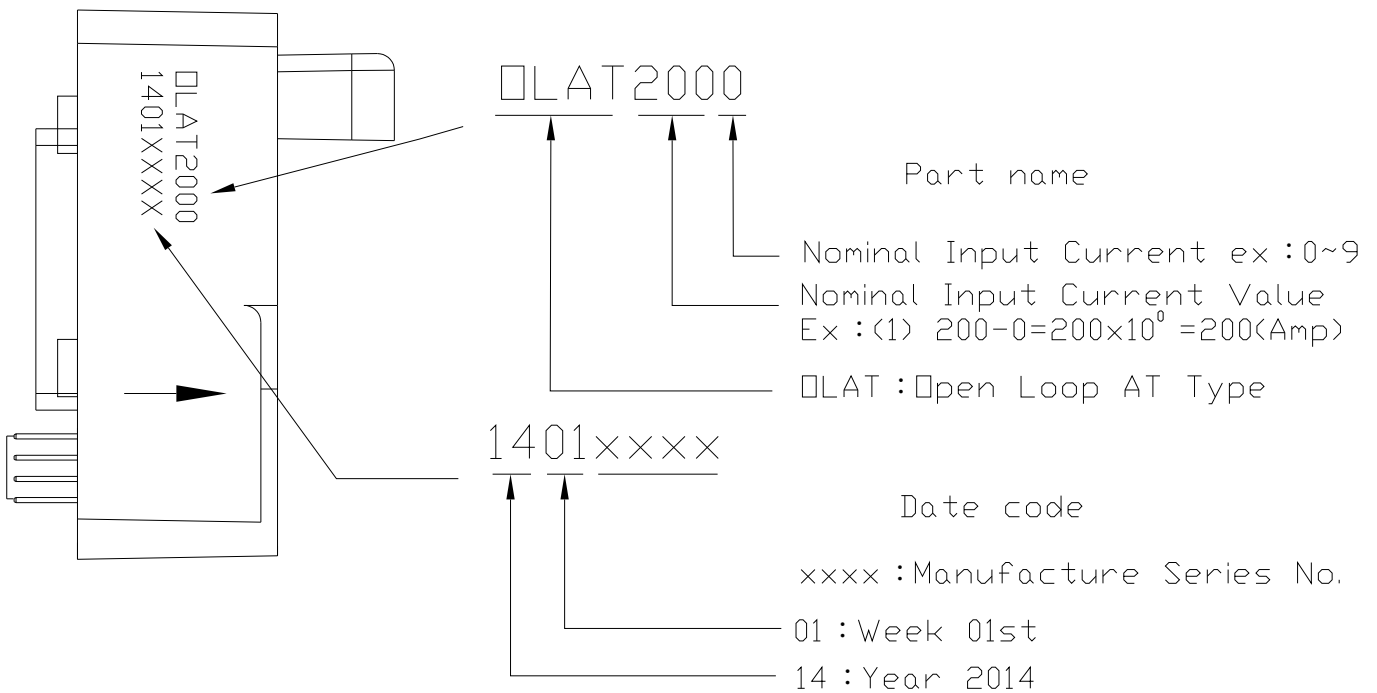 OLAT2000
1401XXXX
OLAT2000
Part name
Nominal Input Current ex :0~9
Nominal Input Current Value
Ex :(1) 200-0=200x10⁰ =200(Amp)
OLAT :Open Loop AT Type
1401xxxx
Date code
xxxx :Manufacture Series No.
01 :Week 01st
14 :Year 2014